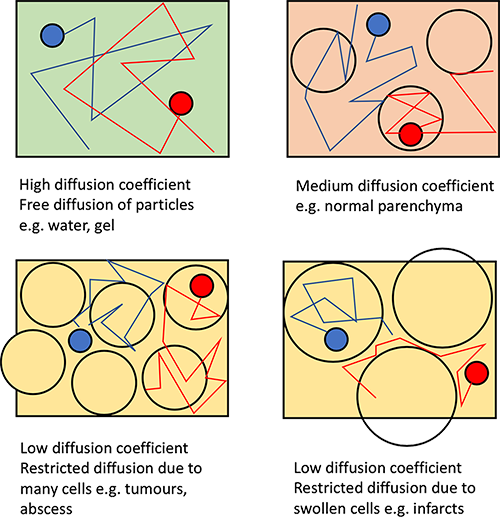 High diffusion coefficient
Free diffusion of particles
e.g. water, gel
Medium diffusion coefficient
e.g. normal parenchyma
Low diffusion coefficient
Restricted diffusion due to
many cells e.g. tumours,
abscess
Low diffusion coefficient
Restricted diffusion due to
swollen cells e.g. infarcts